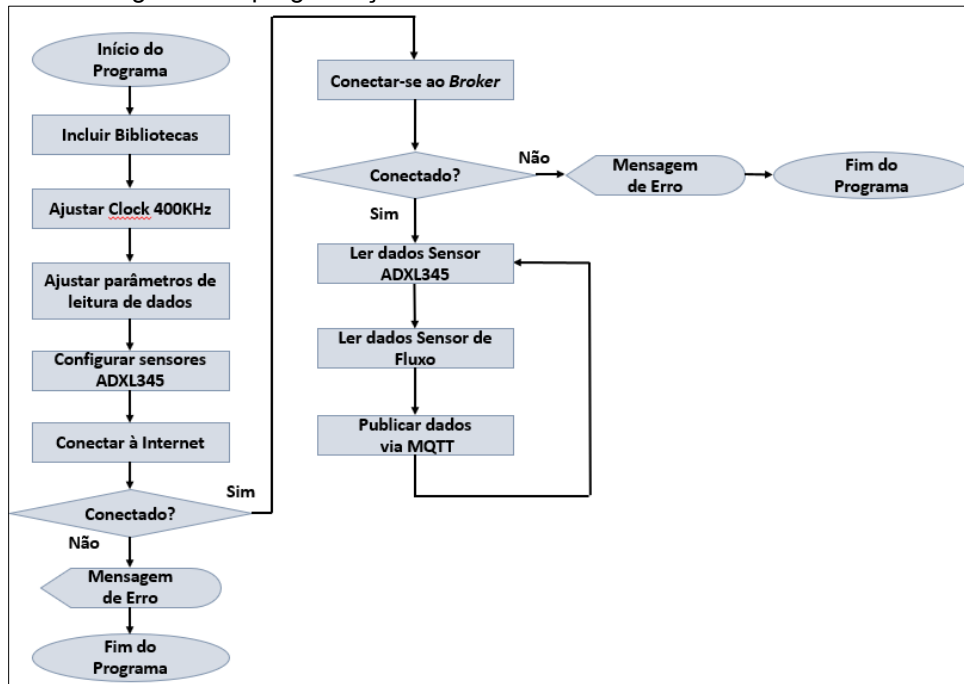 Início do
Programa
Incluir Bibliotecas
Ajustar Clock 400KHz
Ajustar parâmetros de
leitura de dados
Configurar sensores
ADXL345
Conectar à Internet
Conectado?
Sim
Não
Mensagem
de Erro
Fim do
Programa
Conectar-se ao Broker
Conectado?
Não
Mensagem
de Erro
Fim do
Programa
Sim
Ler dados Sensor
ADXL345
Ler dados Sensor de
Fluxo
Publicar dados
via MQTT